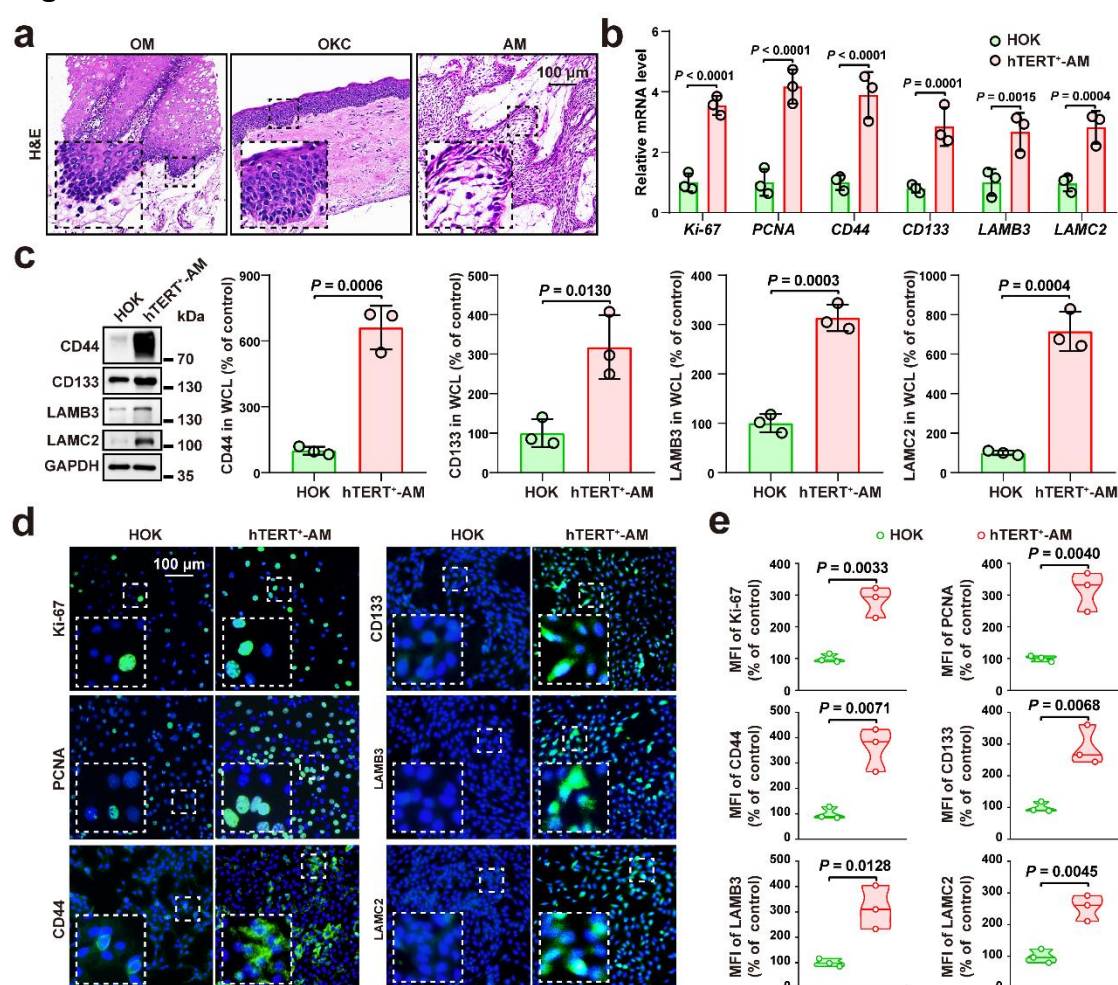 a
OM
OKC
AM
H&E
100 μm
b
Relative mRNA level
6
4
2
0
HOK
hTERT⁺-AM
P < 0.0001
P < 0.0001
P < 0.0001
P = 0.0001
P = 0.0015
P = 0.0004
Ki-67
PCNA
CD44
CD133
LAMB3
LAMC2
c
HOK
hTERT⁺-AM
kDa
CD44
70
CD133
130
LAMB3
130
LAMC2
100
GAPDH
35
CD44 in WCL (% of control)
900
600
300
0
P = 0.0006
HOK
hTERT⁺-AM
CD133 in WCL (% of control)
500
400
300
200
100
0
P = 0.0130
HOK
hTERT⁺-AM
LAMB3 in WCL (% of control)
400
300
200
100
0
P = 0.0003
HOK
hTERT⁺-AM
LAMC2 in WCL (% of control)
1000
800
600
400
200
0
P = 0.0004
HOK
hTERT⁺-AM
d
HOK
hTERT⁺-AM
HOK
hTERT⁺-AM
100 μm
Ki-67
CD133
PCNA
LAMB3
CD44
LAMC2
e
HOK
hTERT⁺-AM
MFI of Ki-67
(% of control)
400
300
200
100
0
P = 0.0033
MFI of PCNA
(% of control)
400
300
200
100
0
P = 0.0040
MFI of CD44
(% of control)
500
400
300
200
100
0
P = 0.0071
MFI of CD133
(% of control)
400
300
200
100
0
P = 0.0068
MFI of LAMB3
(% of control)
500
400
300
200
100
P = 0.0128
MFI of LAMC2
(% of control)
400
300
200
100
P = 0.0045